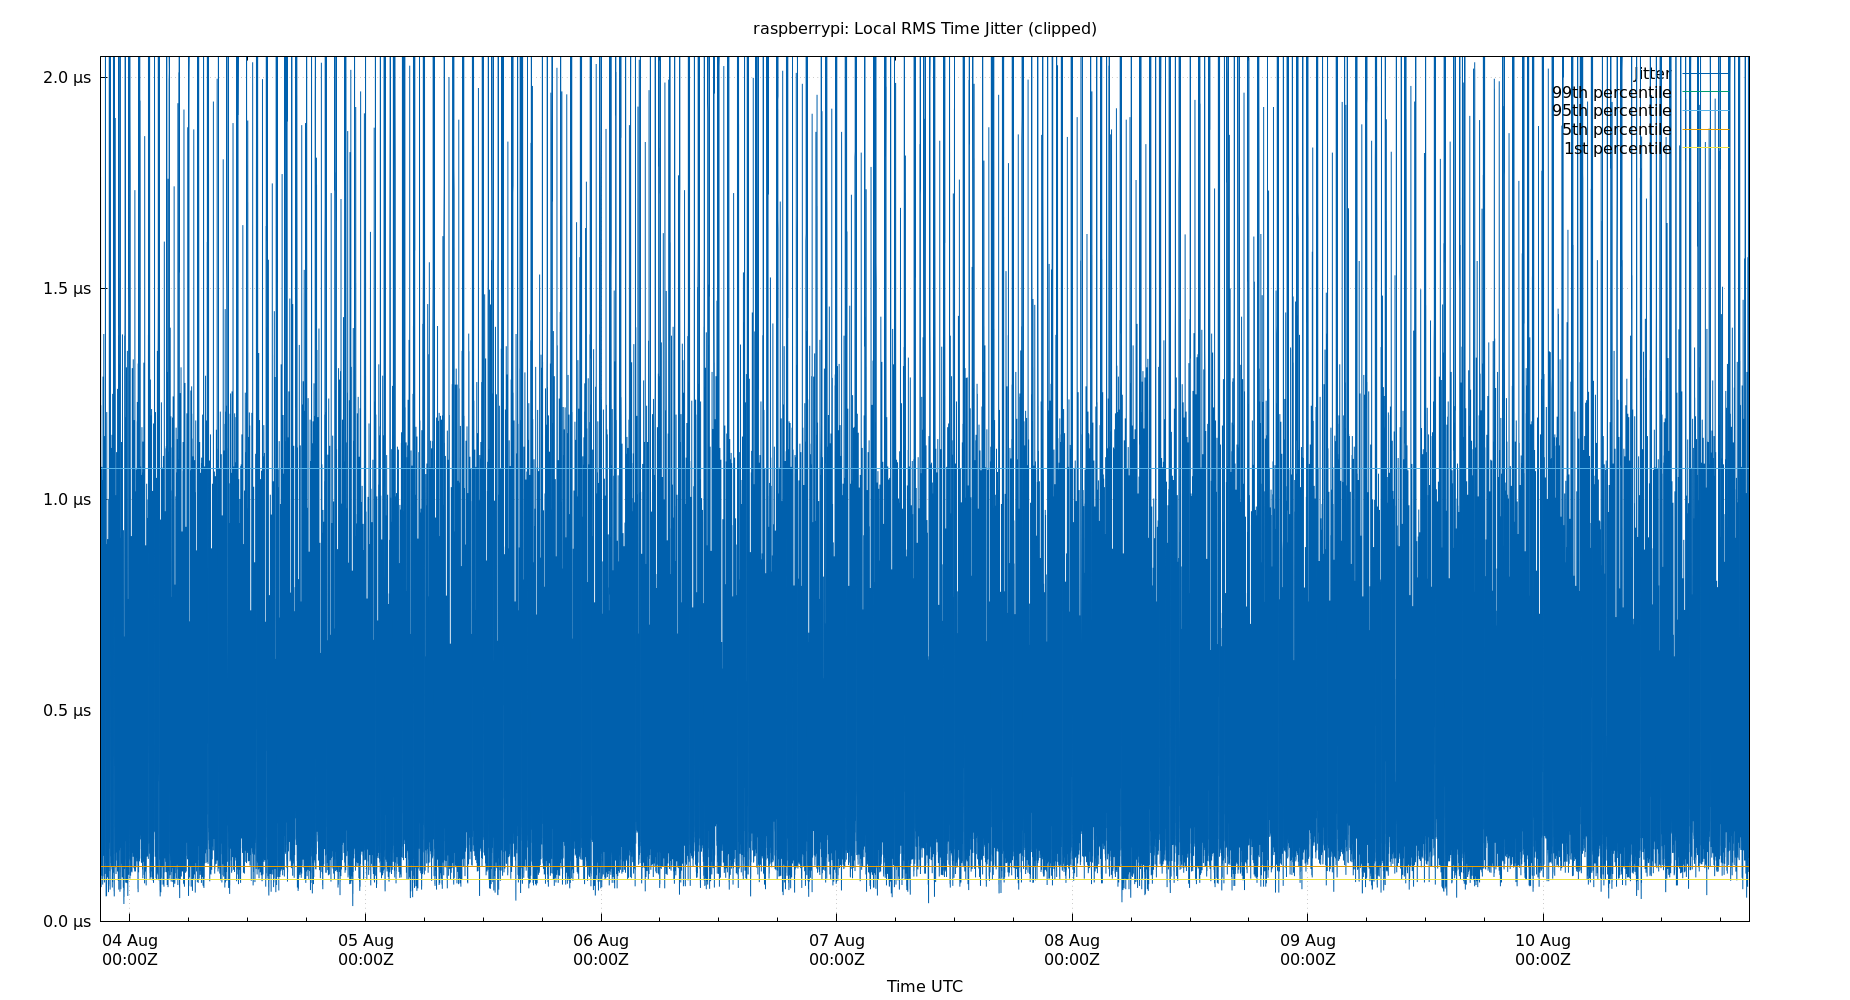 raspberrypi: Local RMS Time Jitter (clipped)
2.0 µs
1.5 µs
1.0 µs
0.5 µs
0.0 µs
Jitter
99th percentile
95th percentile
5th percentile
1st percentile
04 Aug 05 Aug 06 Aug 07 Aug 08 Aug 09 Aug 10 Aug
00:00Z 00:00Z 00:00Z 00:00Z 00:00Z 00:00Z 00:00Z
Time UTC